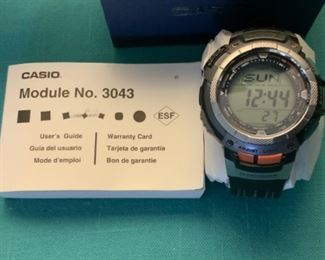 CASIO
Module No. 3043
ESF
User's Guide
Guía del usuario
Mode d'emploi
Warranty Card
Tarjeta de garantía
Bon de garantie
SUN
12:44
27